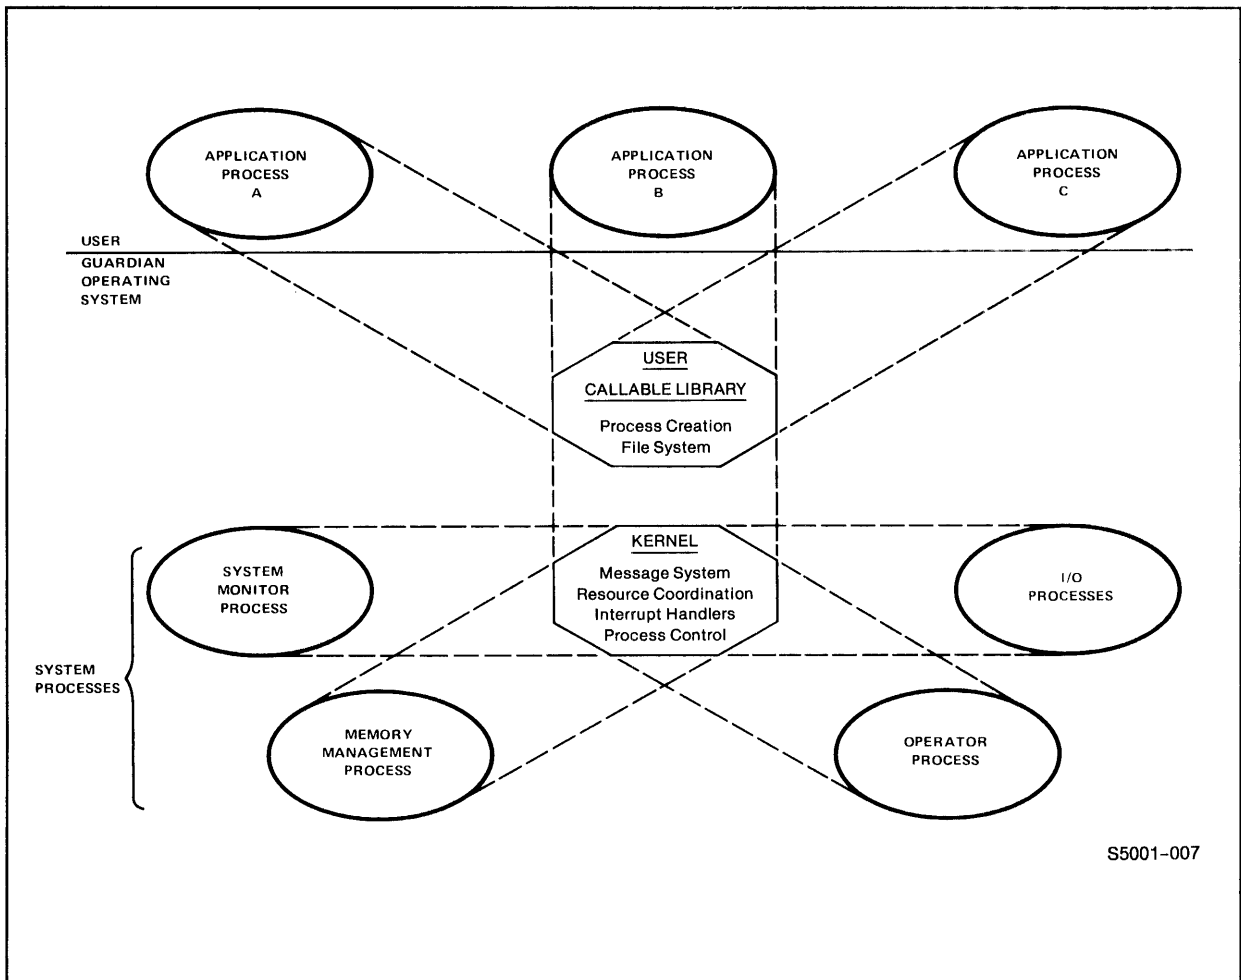 APPLICATION
PROCESS
A
APPLICATION
PROCESS
B
APPLICATION
PROCESS
C
USER
GUARDIAN
OPERATING
SYSTEM
USER
CALLABLE LIBRARY
Process Creation
File System
SYSTEM
MONITOR
PROCESS
KERNEL
Message System
Resource Coordination
Interrupt Handlers
Process Control
I/O
PROCESSES
SYSTEM
PROCESSES
MEMORY
MANAGEMENT
PROCESS
OPERATOR
PROCESS
S5001-007